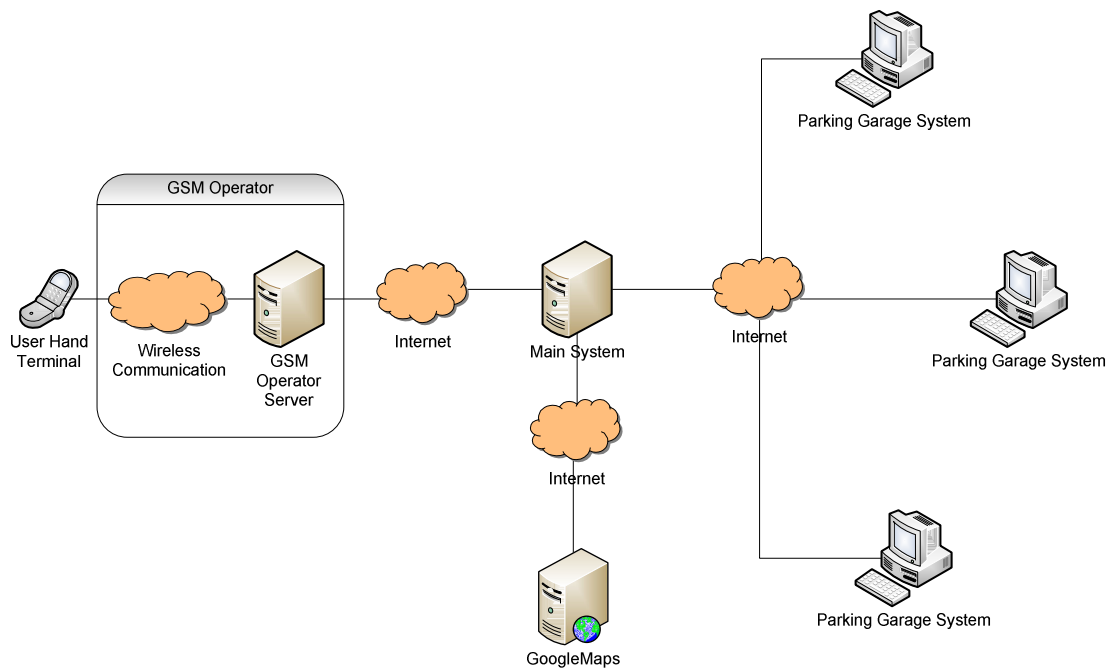 Parking Garage System
GSM Operator
User Hand
Terminal
Wireless
Communication
GSM
Operator
Server
Internet
Main System
Internet
Parking Garage System
Internet
GoogleMaps
Parking Garage System